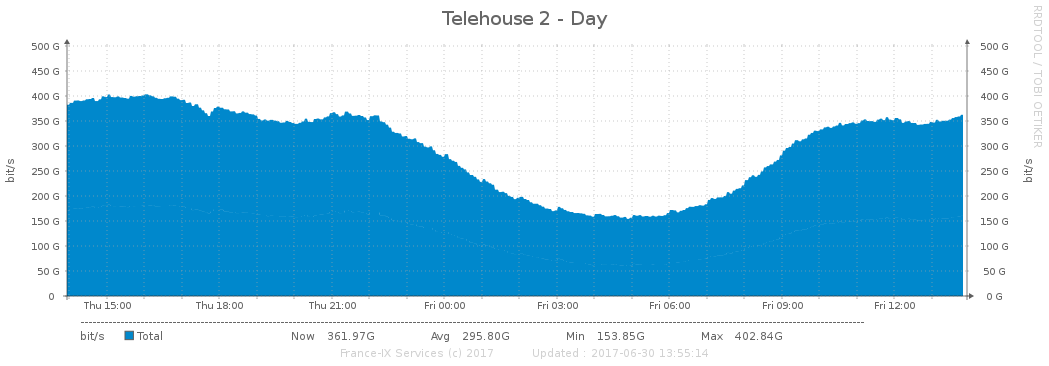 Telehouse 2 - Day
RRDTOOL / TOBI OETIKER
bit/s
500 G 500 G
450 G 450 G
400 G 400 G
350 G 350 G
300 G 300 G
250 G 250 G
200 G 200 G
150 G 150 G
100 G 100 G
50 G 50 G
0 0 G
bit/s
Thu 15:00 Thu 18:00 Thu 21:00 Fri 00:00 Fri 03:00 Fri 06:00 Fri 09:00 Fri 12:00
bit/s Total Now 361.97G Avg 295.80G Min 153.85G Max 402.84G
France-IX Services (c) 2017 Updated : 2017-06-30 13:55:14